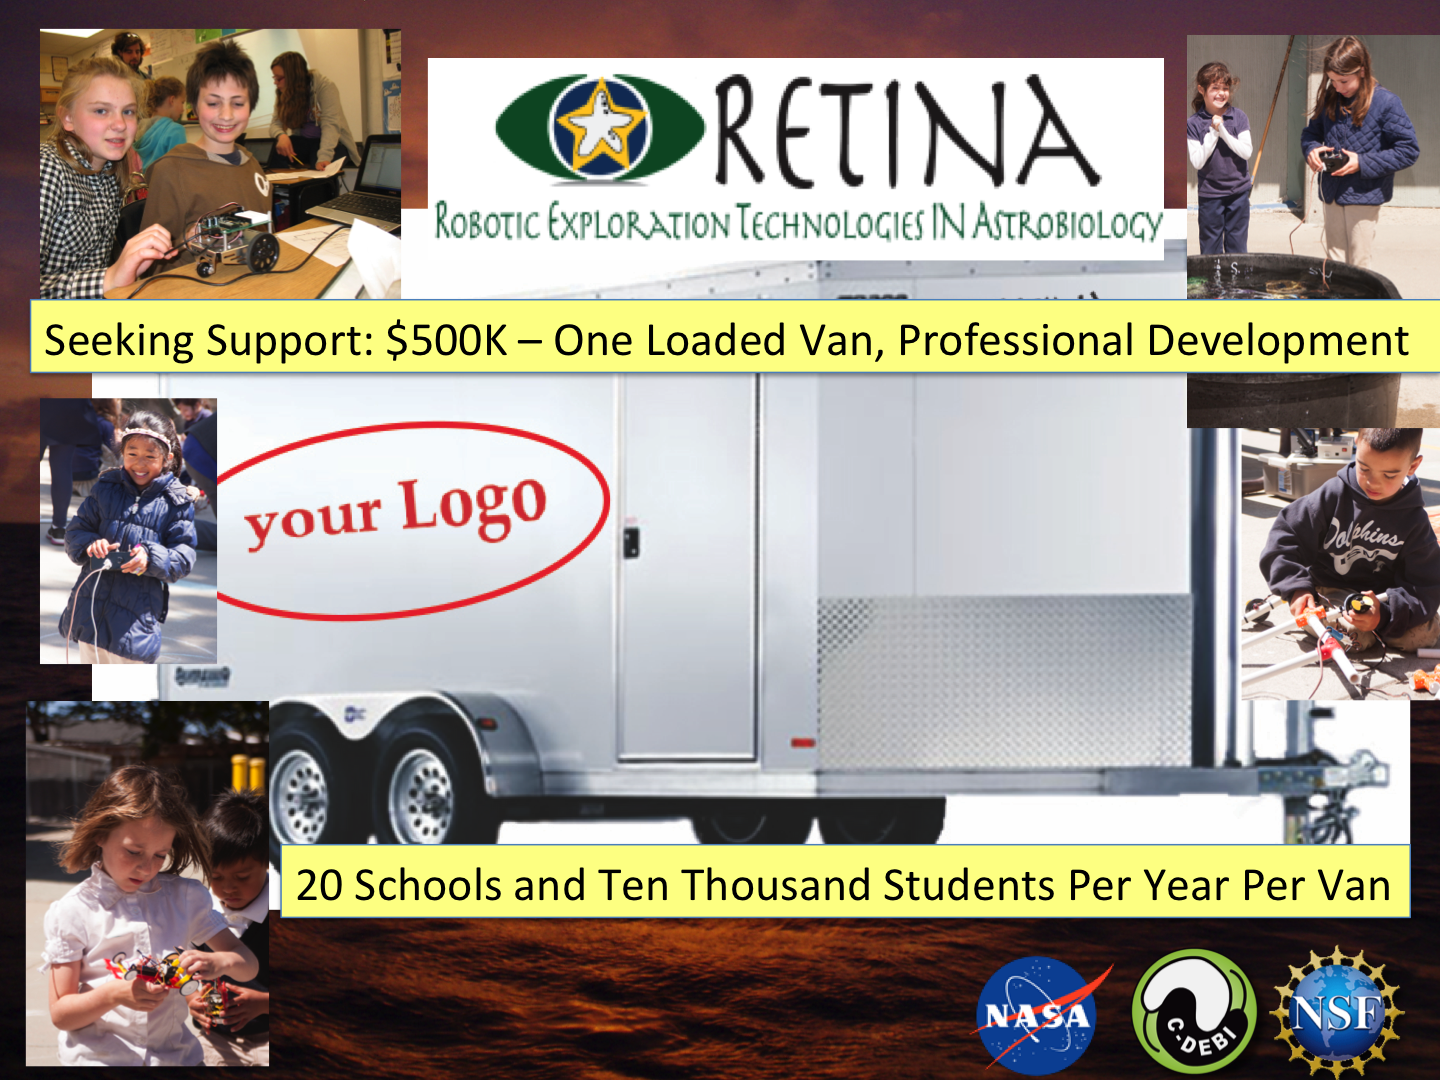 RETINA
ROBOTIC EXPLORATION TECHNOLOGIES IN ASTROBIOLOGY
Seeking Support: $500K – One Loaded Van, Professional Development
your Logo
Dolphins
20 Schools and Ten Thousand Students Per Year Per Van
NASA
C-DEBI
NSF